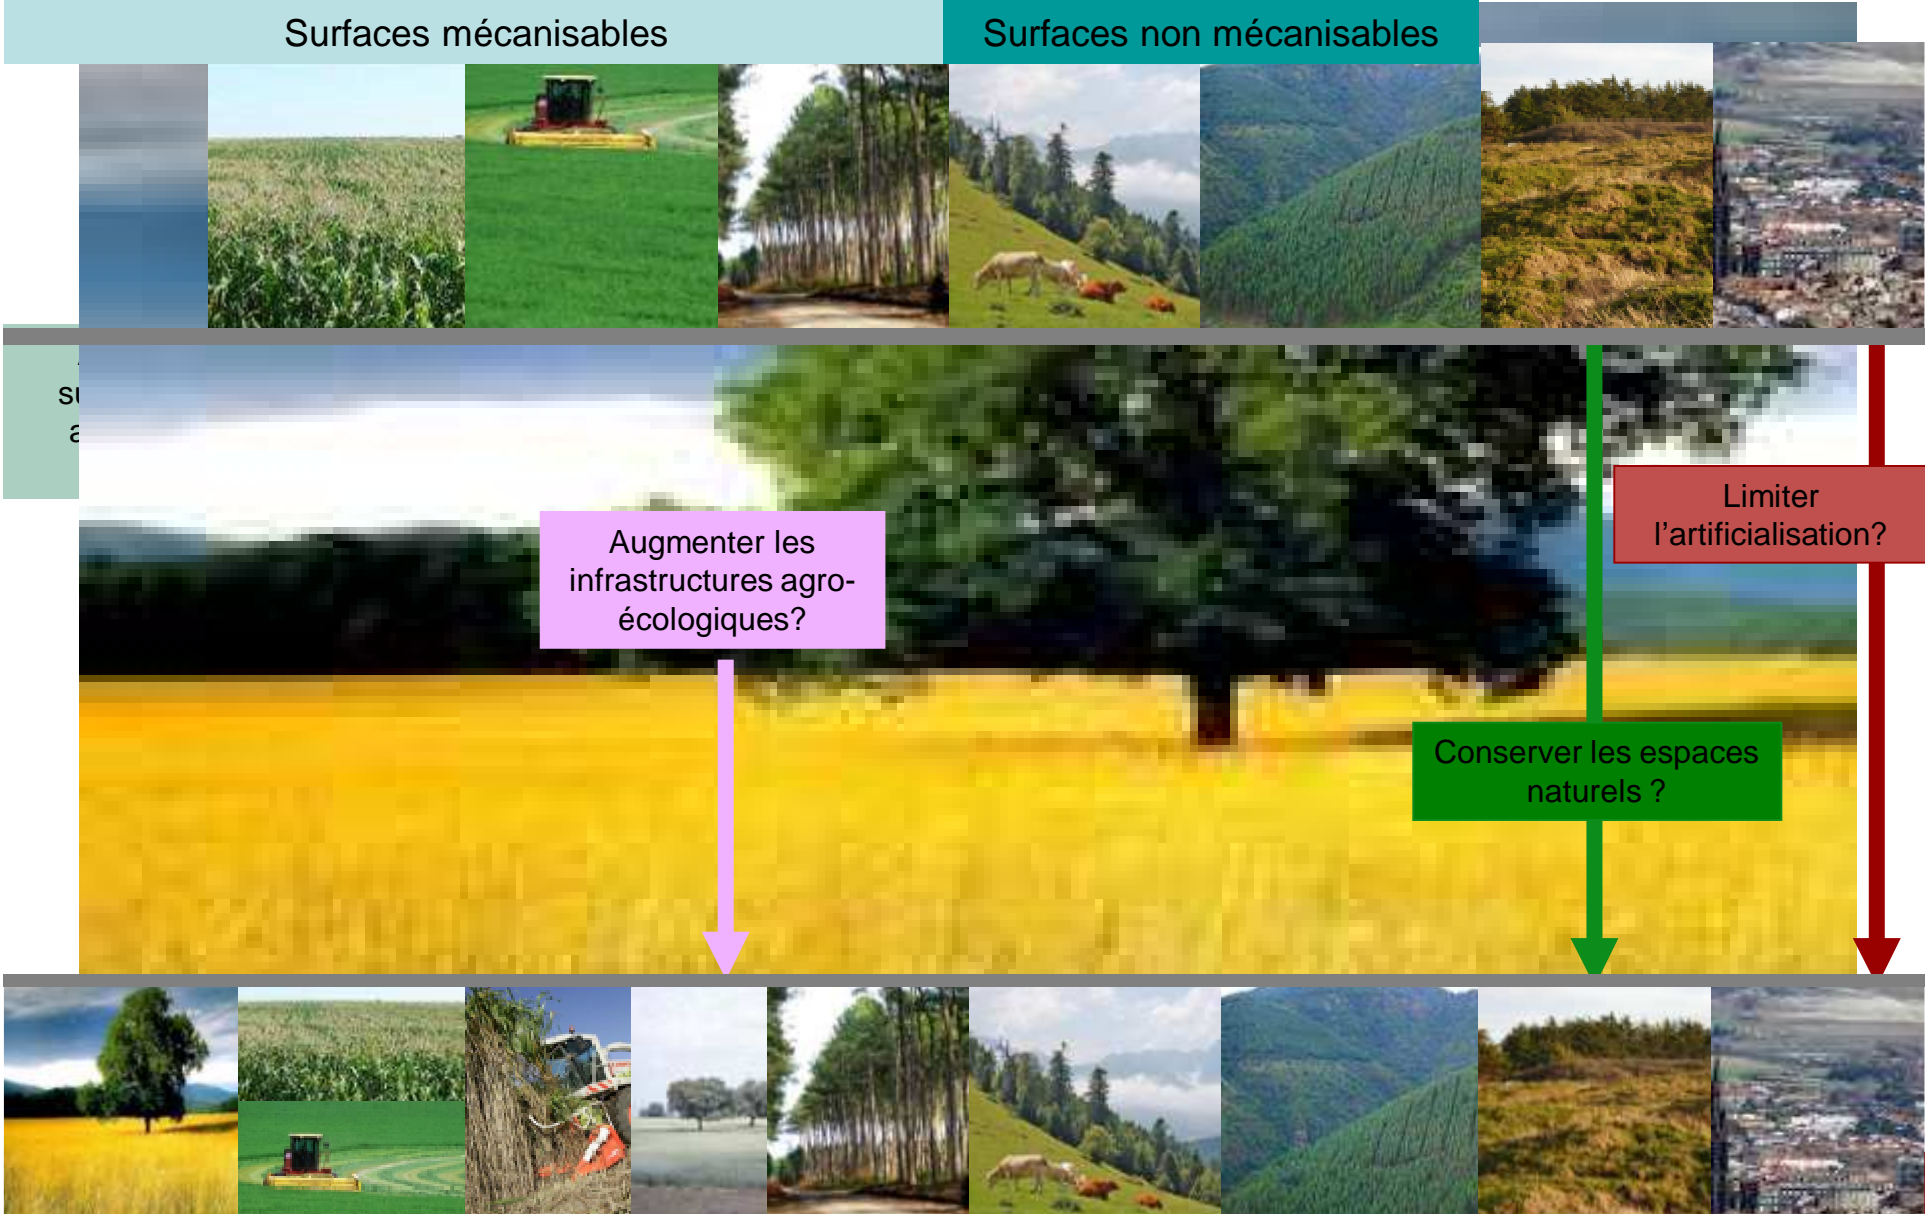 Surfaces mécanisables
Surfaces non mécanisables
Limiter
l’artificialisation?
Augmenter les
infrastructures agro-
écologiques?
Conserver les espaces
naturels ?